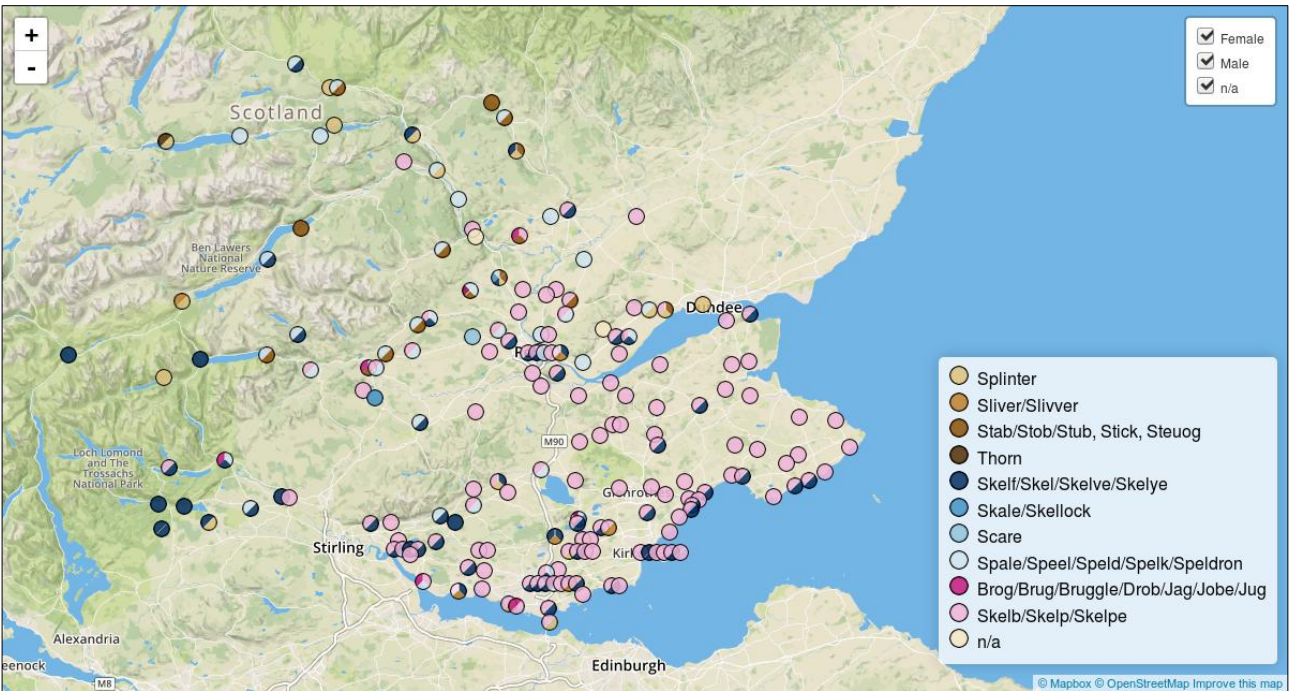 +
-
Female
Male
n/a
Scotland
Ben Lawers
National
Nature Reserve
Dundee
Loch Lomond
and The
Trossachs
National Park
M90
Stirling
Alexandria
eenock
M8
Edinburgh
Splinter
Sliver/Slivver
Stab/Stob/Stub, Stick, Steuog
Thorn
Skelf/Skel/Skelve/Skelye
Skale/Skellock
Scare
Spale/Speel/Speld/Spelk/Speldron
Brog/Brug/Bruggle/Drob/Jag/Jobe/Jug
Skelb/Skelp/Skelpe
n/a
© Mapbox © OpenStreetMap Improve this map